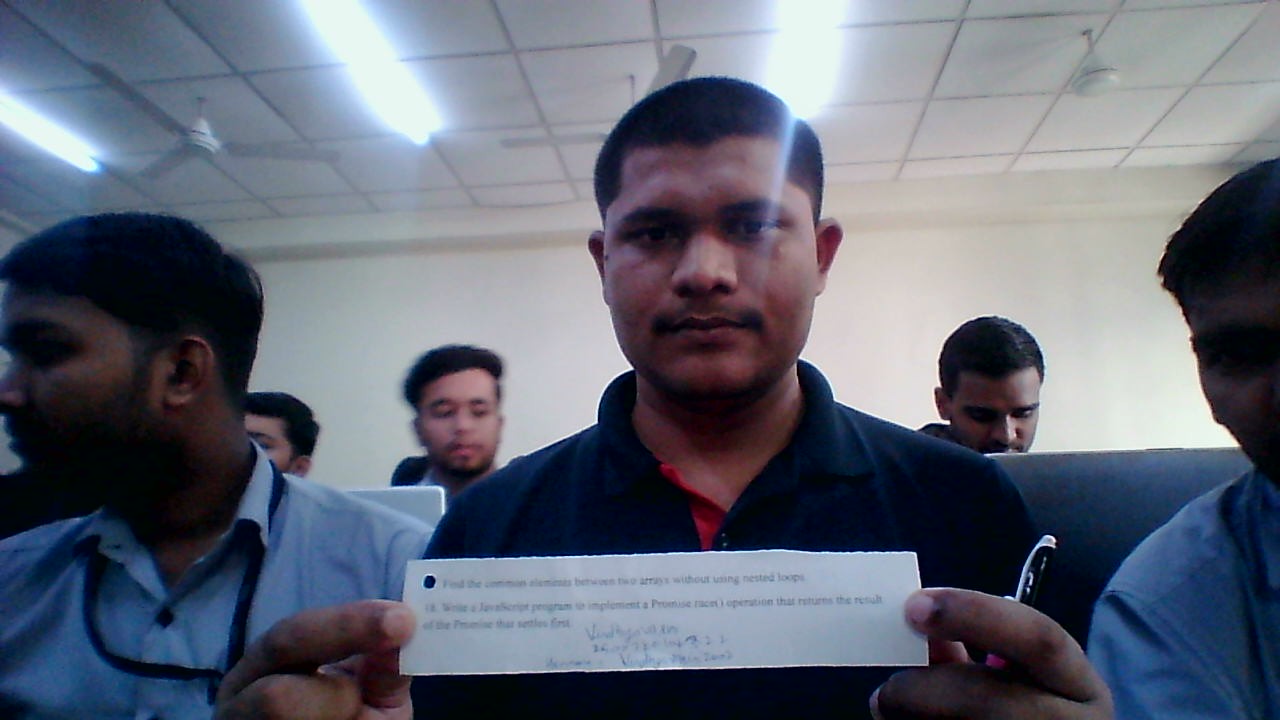 Find the common elements between two arrays without using nested loops.
18. Write a JavaScript program to implement a Promise race() operation that returns the result
of the Promise that settles first.